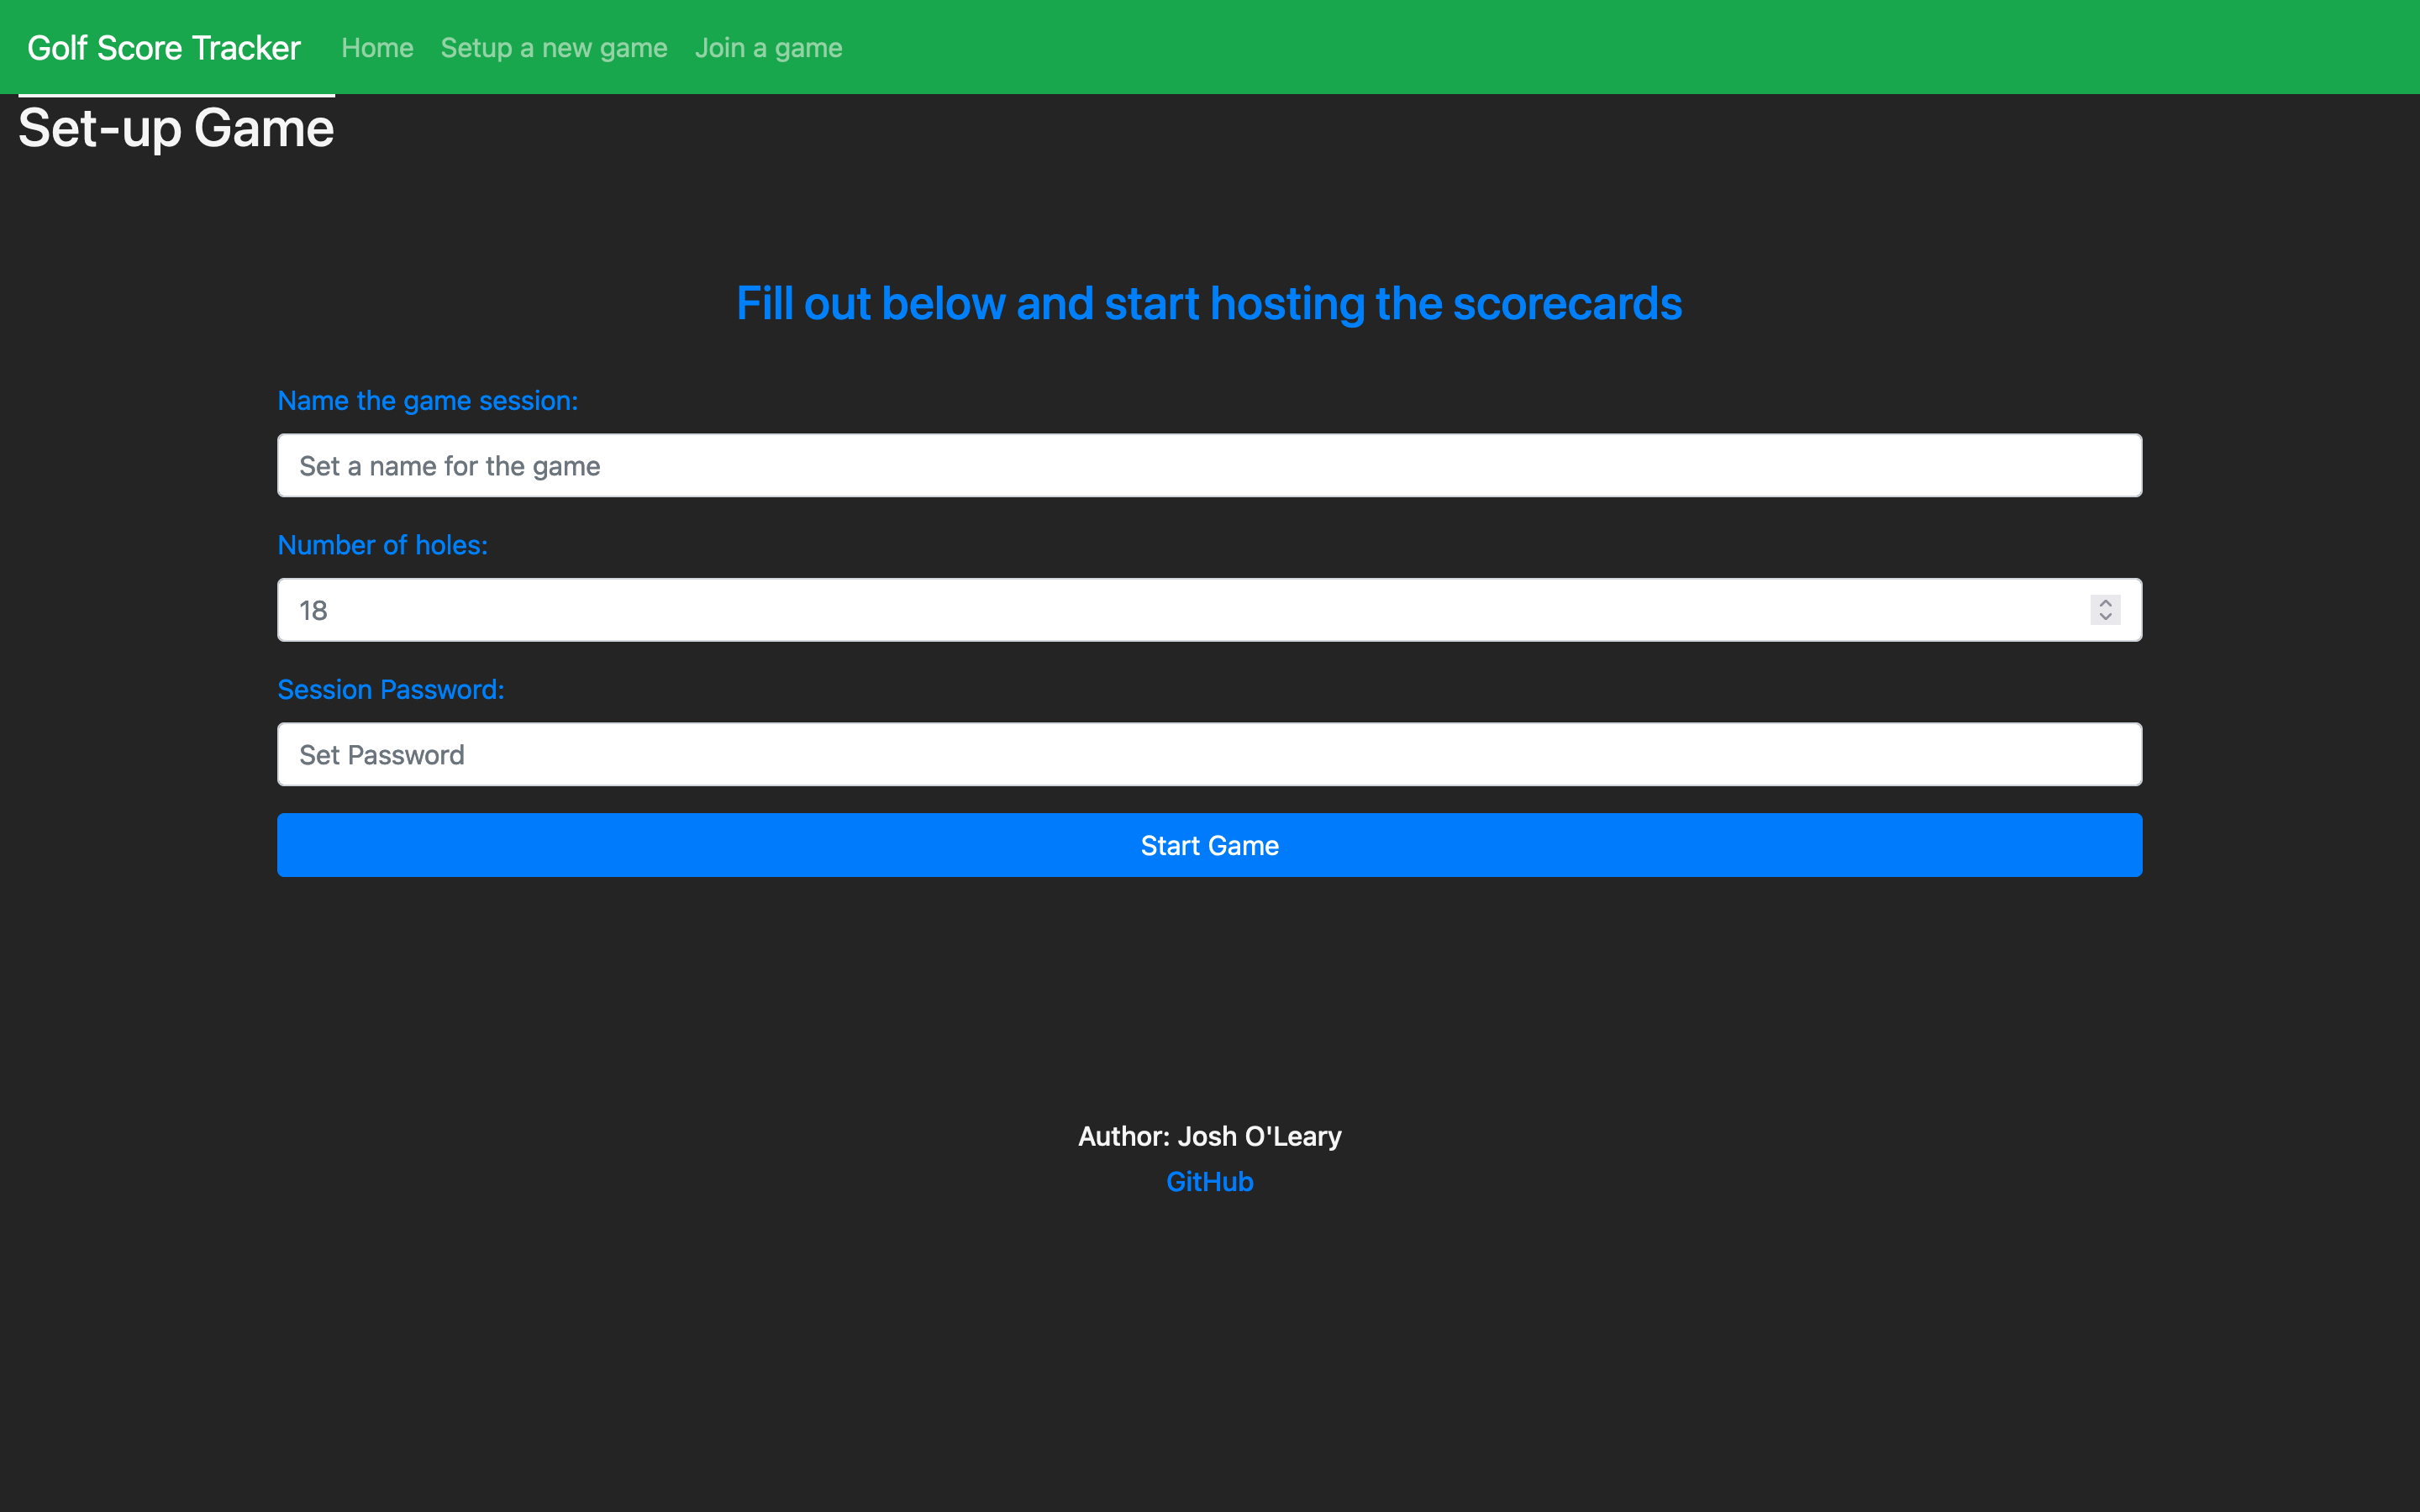 Golf Score Tracker Home Setup a new game Join a game
Set-up Game
Fill out below and start hosting the scorecards
Name the game session:
Set a name for the game
Number of holes:
18
Session Password:
Set Password
Start Game
Author: Josh O'Leary
GitHub